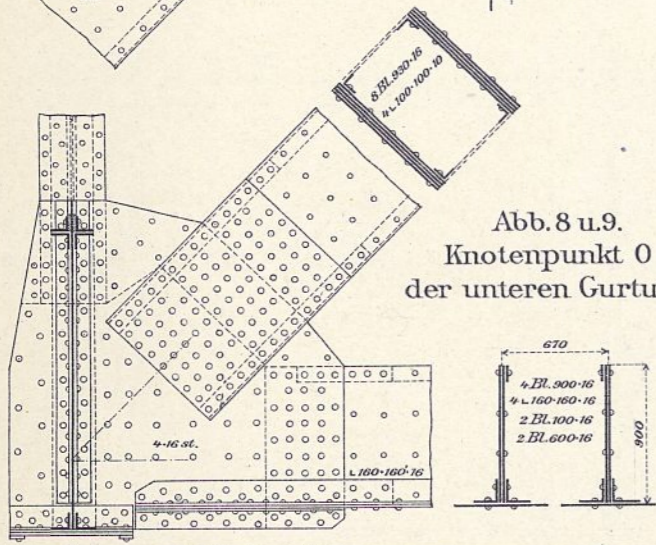 8 Bl. 930·16
4∟100·100·10
Abb. 8 u. 9.
Knotenpunkt 0
der unteren Gurtu
670
4 Bl. 900·16
4∟160·160·16
2 Bl. 100·16
2 Bl. 600·16
900
4·16 st.
∟160·160·16